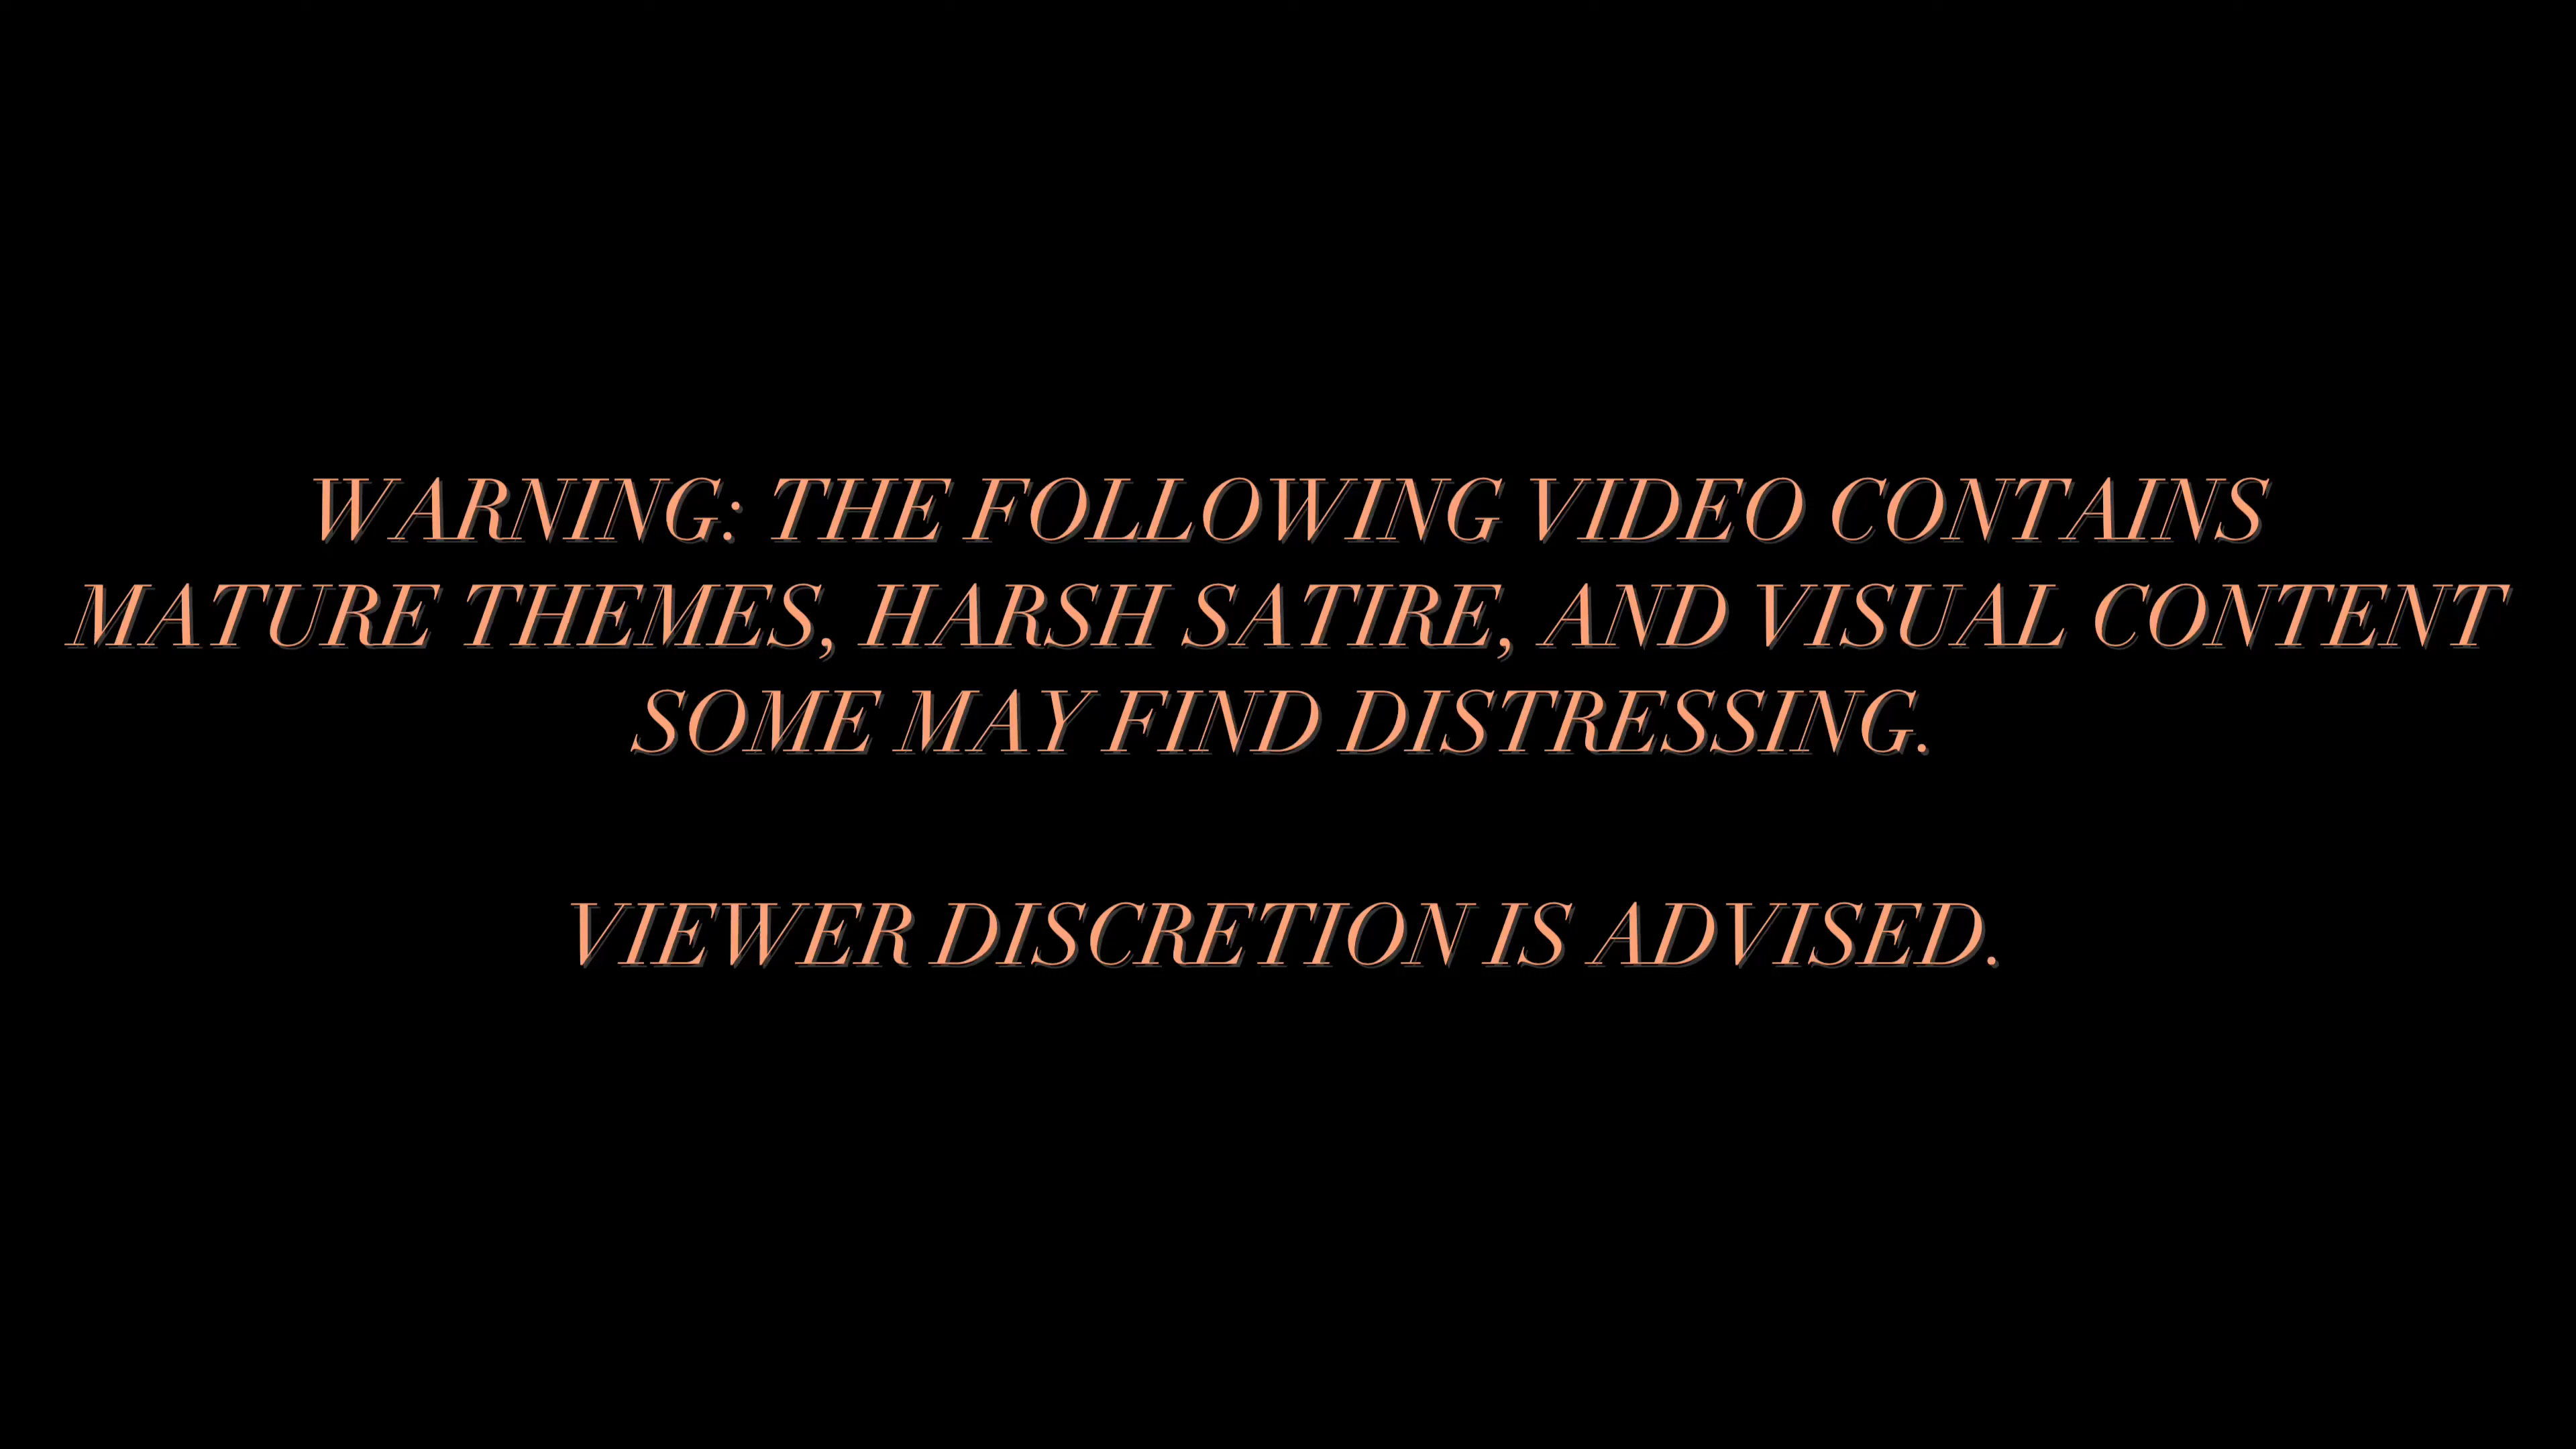 WARNING: THE FOLLOWING VIDEO CONTAINS
MATURE THEMES, HARSH SATIRE, AND VISUAL CONTENT
SOME MAY FIND DISTRESSING.
VIEWER DISCRETION IS ADVISED.